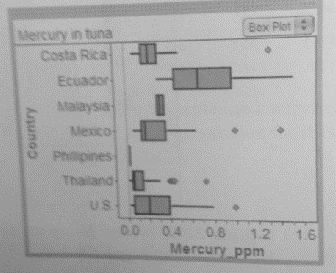 Mercury in tuna
Box Plot
Country
Costa Rica
Ecuador
Malaysia
Mexico
Phillipines
Thailand
U.S.
0.0 0.4 0.8 1.2 1.6
Mercury_ppm